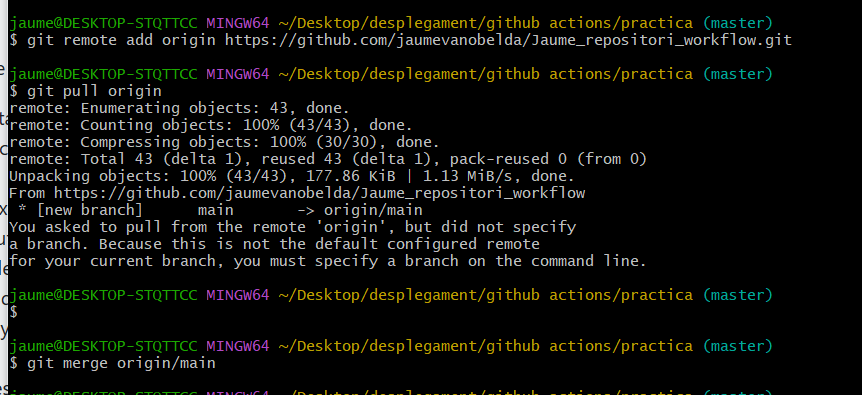 jaume@DESKTOP-STQTTCC MINGW64 ~/Desktop/desplegament/github actions/practica (master)
$ git remote add origin https://github.com/jaumevanobelda/Jaume_repositori_workflow.git
jaume@DESKTOP-STQTTCC MINGW64 ~/Desktop/desplegament/github actions/practica (master)
$ git pull origin
remote: Enumerating objects: 43, done.
remote: Counting objects: 100% (43/43), done.
remote: Compressing objects: 100% (30/30), done.
remote: Total 43 (delta 1), reused 43 (delta 1), pack-reused 0 (from 0)
Unpacking objects: 100% (43/43), 177.86 KiB | 1.13 MiB/s, done.
From https://github.com/jaumevanobelda/Jaume_repositori_workflow
 * [new branch]      main       -> origin/main
You asked to pull from the remote 'origin', but did not specify
a branch. Because this is not the default configured remote
for your current branch, you must specify a branch on the command line.
jaume@DESKTOP-STQTTCC MINGW64 ~/Desktop/desplegament/github actions/practica (master)
$
jaume@DESKTOP-STQTTCC MINGW64 ~/Desktop/desplegament/github actions/practica (master)
$ git merge origin/main